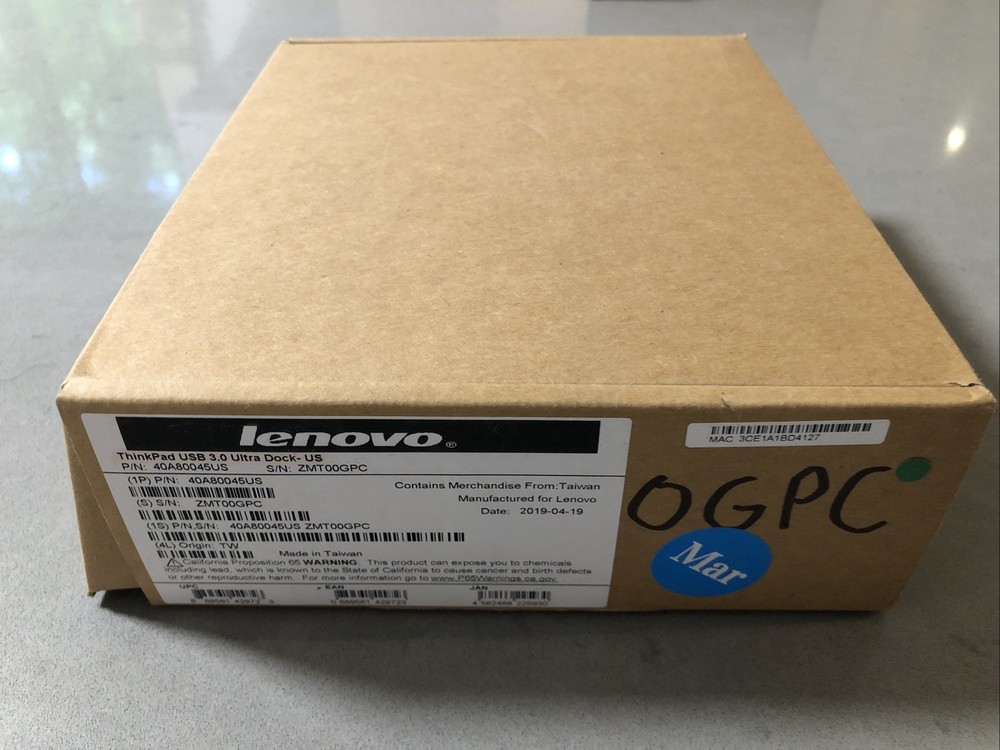 lenovo®
ThinkPad USB 3.0 Ultra Dock- US
P/N: 40A80045US S/N: ZMT00GPC
(1P) P/N: 40A80045US
(S) S/N: ZMT00GPC
(1S) P/N,S/N: 40A80045US ZMT00GPC
(4L) Origin: TW
Made in Taiwan
Contains Merchandise From:Taiwan
Manufactured for Lenovo
Date: 2019-04-19
⚠California Proposition 65 WARNING: This product can expose you to chemicals
including lead, which is known to the State of California to cause cancer and birth defects
or other reproductive harm. For more information go to www.P65Warnings.ca.gov.
UPC
EAN
JAN
MAC 3CE1A1BD4127
OGPC
Mar